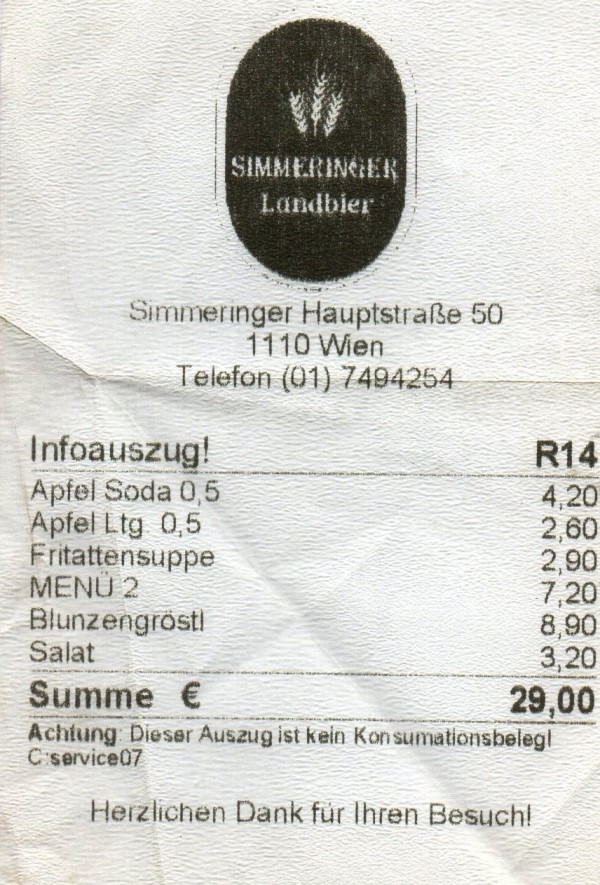 SIMMERINGER
Landbier
Simmeringer Hauptstraße 50
1110 Wien
Telefon (01) 7494254
Infoauszug! R14
Apfel Soda 0,5 4,20
Apfel Ltg 0,5 2,60
Fritattensuppe 2,90
MENÜ 2 7,20
Blunzengröstl 8,90
Salat 3,20
Summe € 29,00
Achtung: Dieser Auszug ist kein Konsumationsbeleg!
C:service07
Herzlichen Dank für Ihren Besuch!